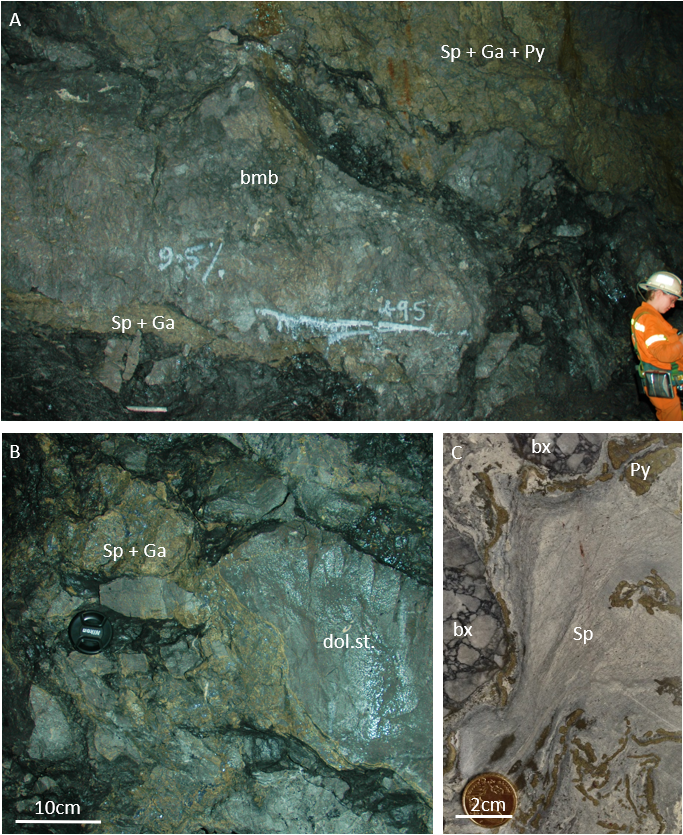 A
Sp + Ga + Py
bmb
9.5%
495
Sp + Ga
B
Sp + Ga
Nikon
dol.st.
10cm
C
bx
Py
bx
Sp
2cm